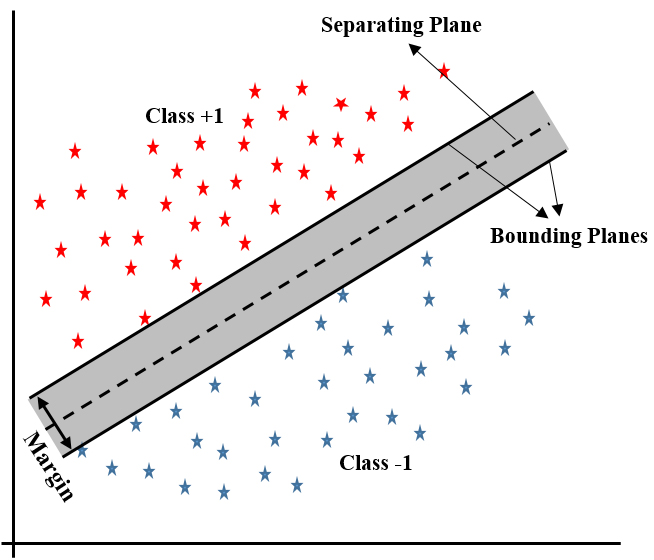 Separating Plane
Class +1
Bounding Planes
Margin
Class -1